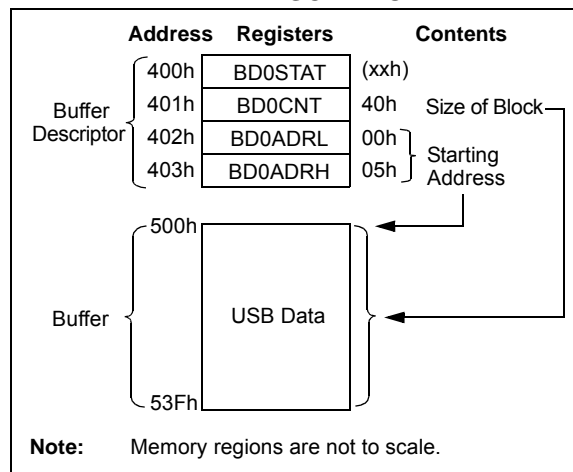 Address Registers Contents
400h BD0STAT (xxh)
401h BD0CNT 40h Size of Block
Buffer
Descriptor
402h BD0ADRL 00h
403h BD0ADRH 05h
Starting
Address
500h
Buffer USB Data
53Fh
Note: Memory regions are not to scale.